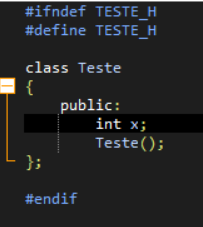 #ifndef TESTE_H
#define TESTE_H
class Teste
{
public:
int x;
Teste();
};
#endif